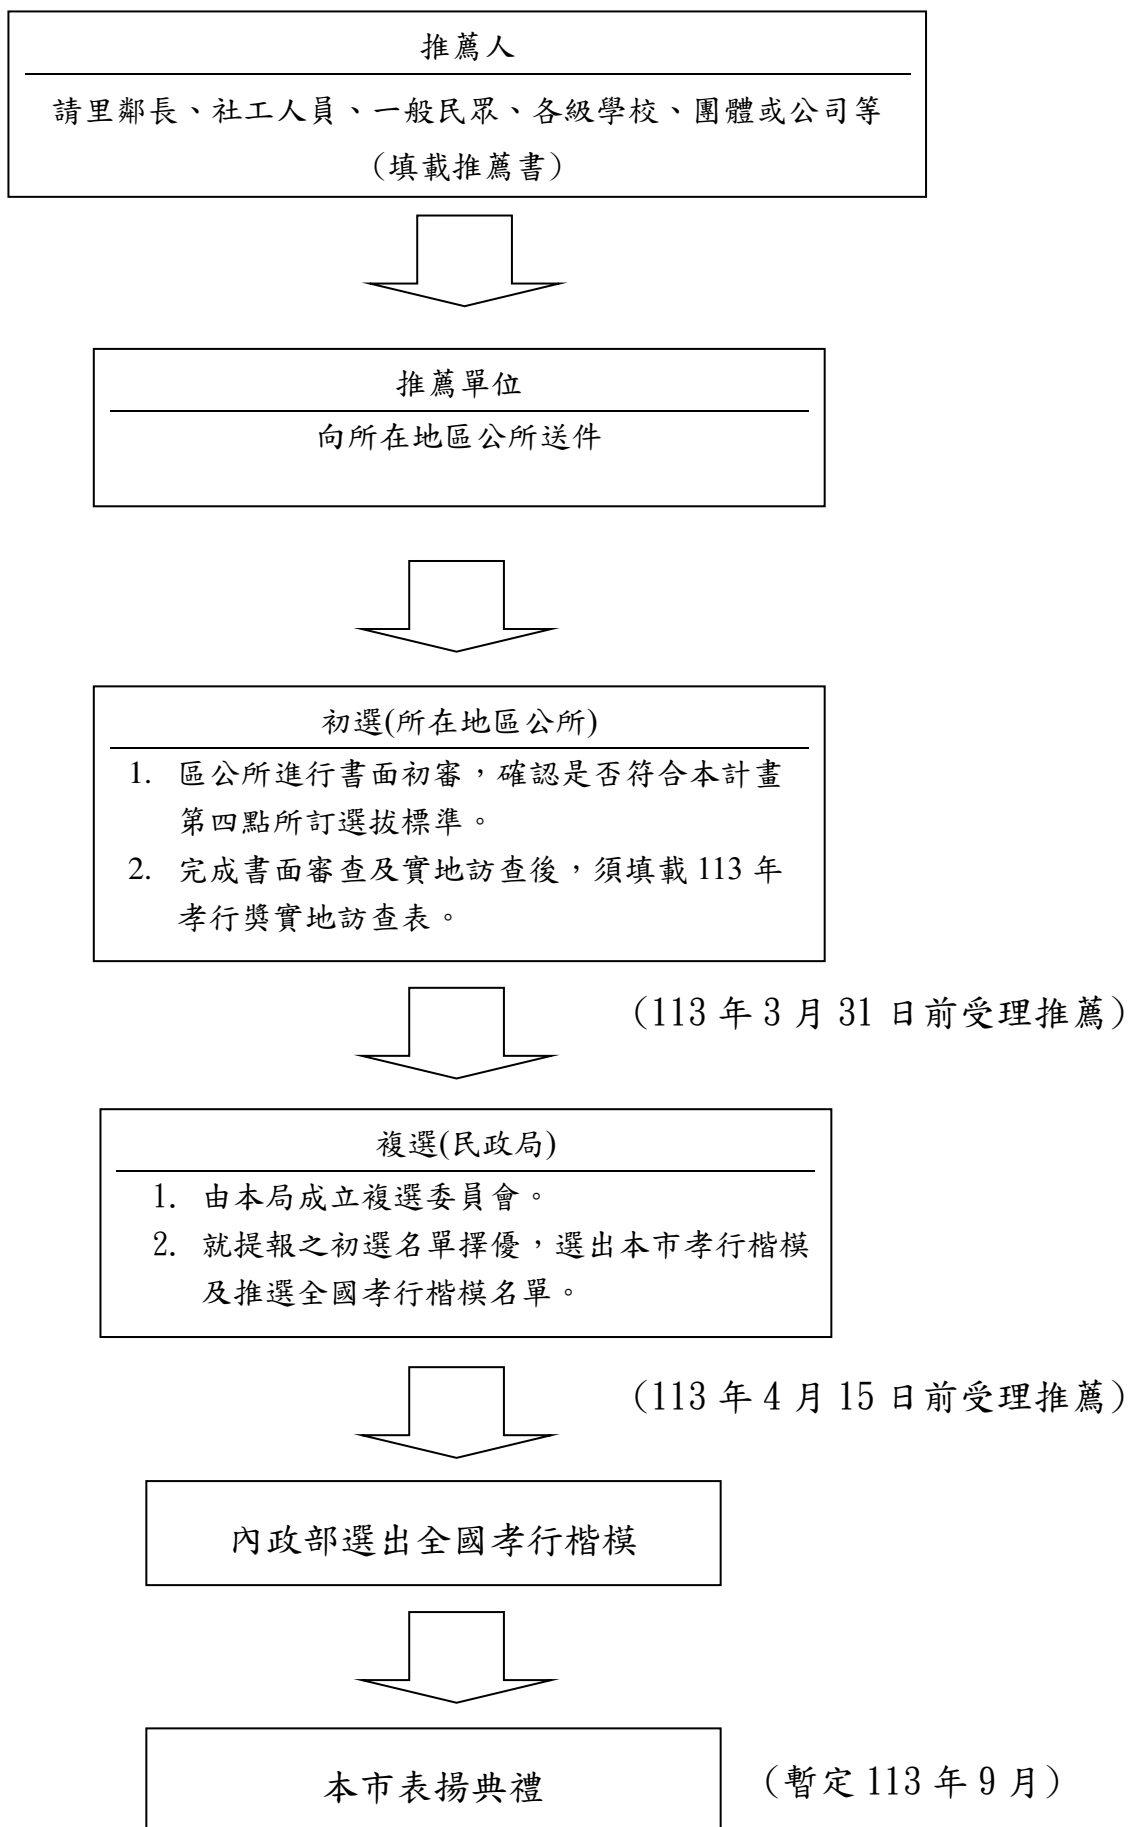 推薦人
請里鄰長、社工人員、一般民眾、各級學校、團體或公司等
（填載推薦書）
推薦單位
向所在地區公所送件
初選(所在地區公所)
1. 區公所進行書面初審，確認是否符合本計畫
第四點所訂選拔標準。
2. 完成書面審查及實地訪查後，須填載 113 年
孝行獎實地訪查表。
（113 年 3 月 31 日前受理推薦）
複選(民政局)
1. 由本局成立複選委員會。
2. 就提報之初選名單擇優，選出本市孝行楷模
及推選全國孝行楷模名單。
（113 年 4 月 15 日前受理推薦）
內政部選出全國孝行楷模
本市表揚典禮
（暫定 113 年 9 月）